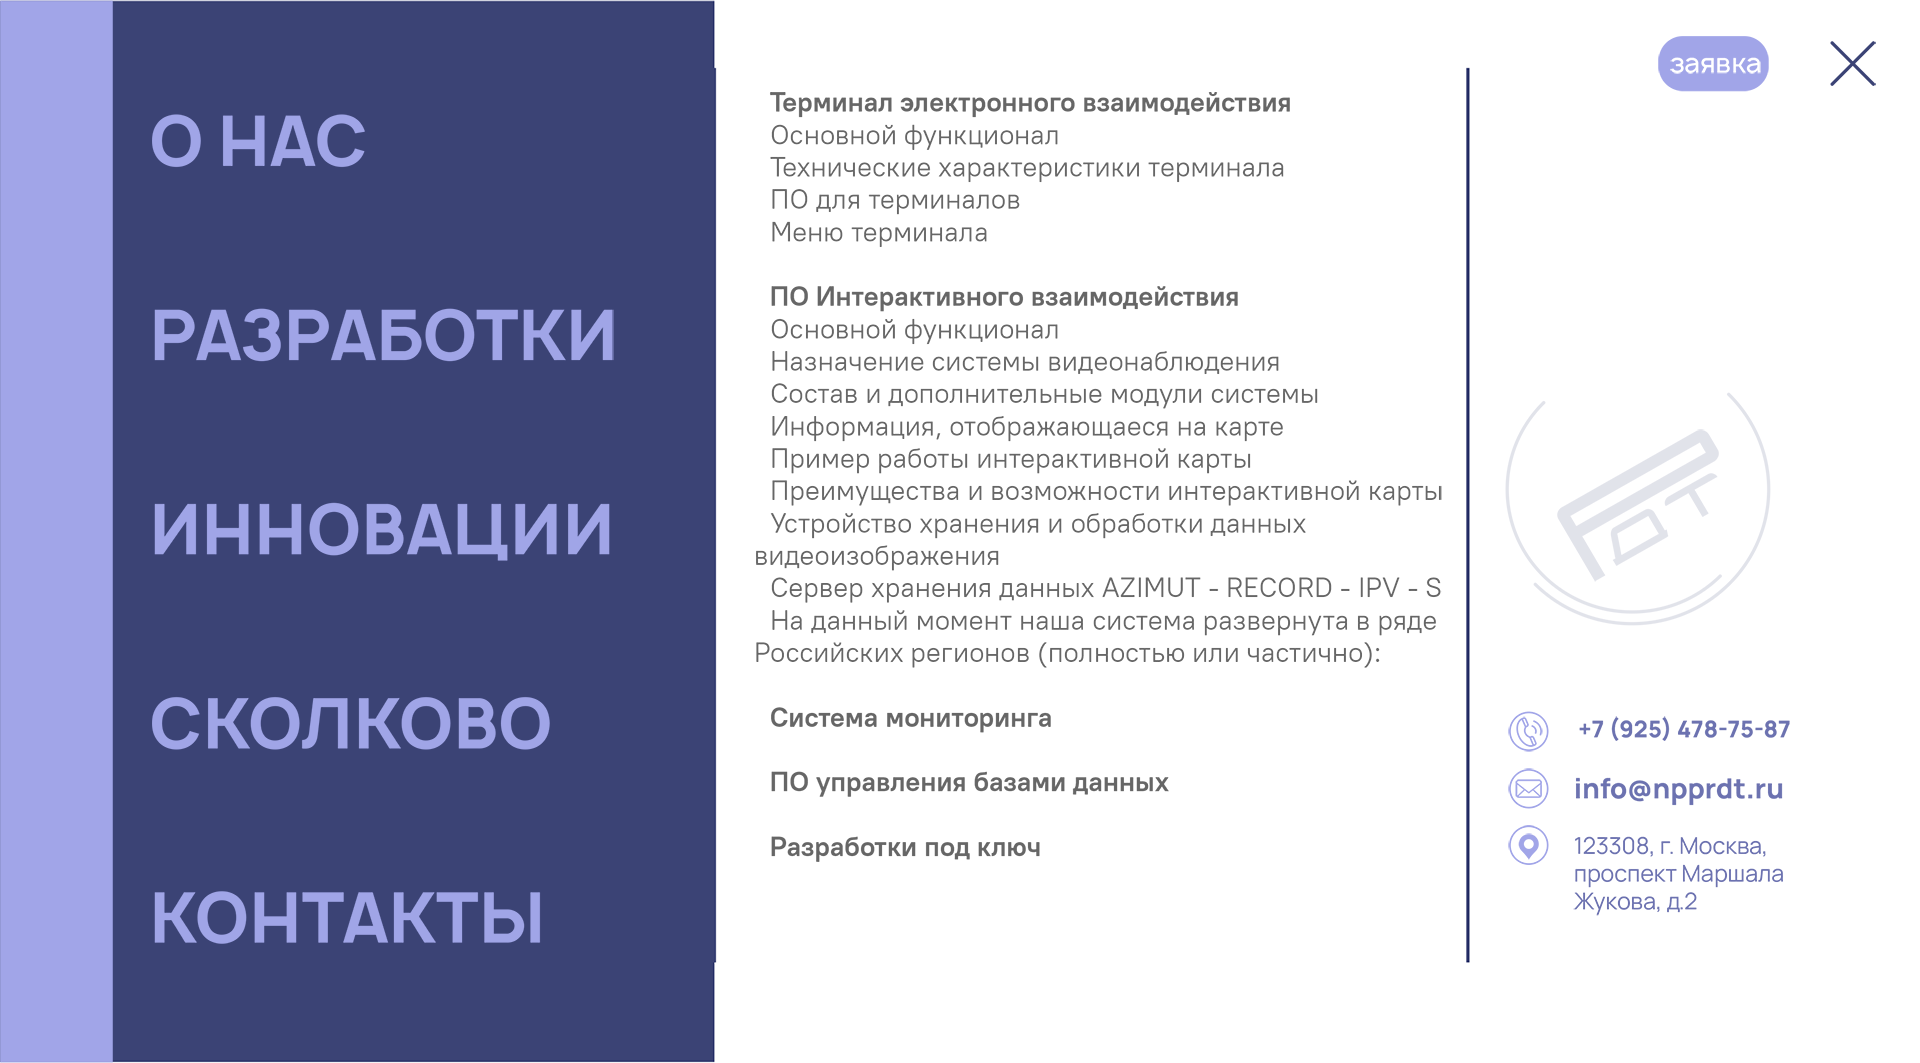 О НАС
РАЗРАБОТКИ
ИННОВАЦИИ
СКОЛКОВО
КОНТАКТЫ
Терминал электронного взаимодействия
Основной функционал
Технические характеристики терминала
ПО для терминалов
Меню терминала
ПО Интерактивного взаимодействия
Основной функционал
Назначение системы видеонаблюдения
Состав и дополнительные модули системы
Информация, отображающаеся на карте
Пример работы интерактивной карты
Преимущества и возможности интерактивной карты
Устройство хранения и обработки данных
видеоизображения
Сервер хранения данных AZIMUT - RECORD - IPV - S
На данный момент наша система развернута в ряде
Российских регионов (полностью или частично):
Система мониторинга
ПО управления базами данных
Разработки под ключ
заявка
+7 (925) 478-75-87
info@npprdt.ru
123308, г. Москва,
проспект Маршала
Жукова, д.2